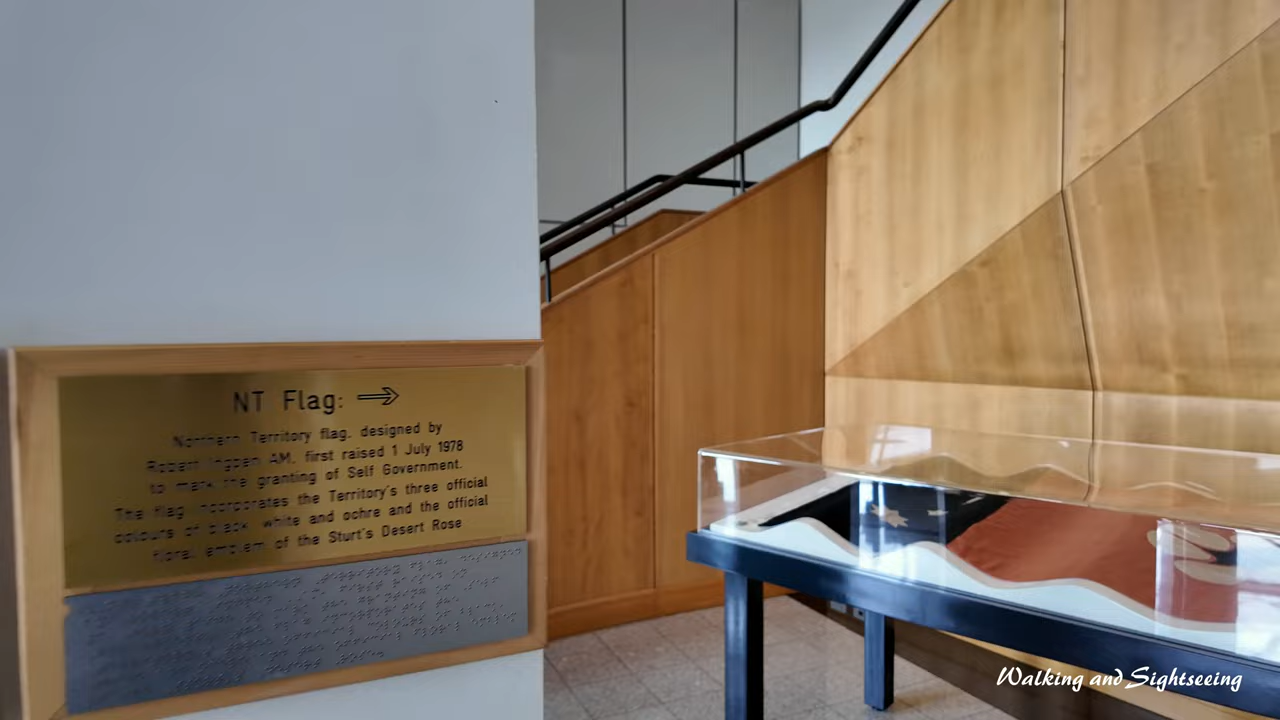 NT Flag: →
Northern Territory flag. designed by
Robert Ingpen AM. first raised 1 July 1978
to mark the granting of Self Government.
The flag incorporates the Territory's three official
colours of black white and ochre and the official
floral emblem of the Sturt's Desert Rose
Walking and Sightseeing